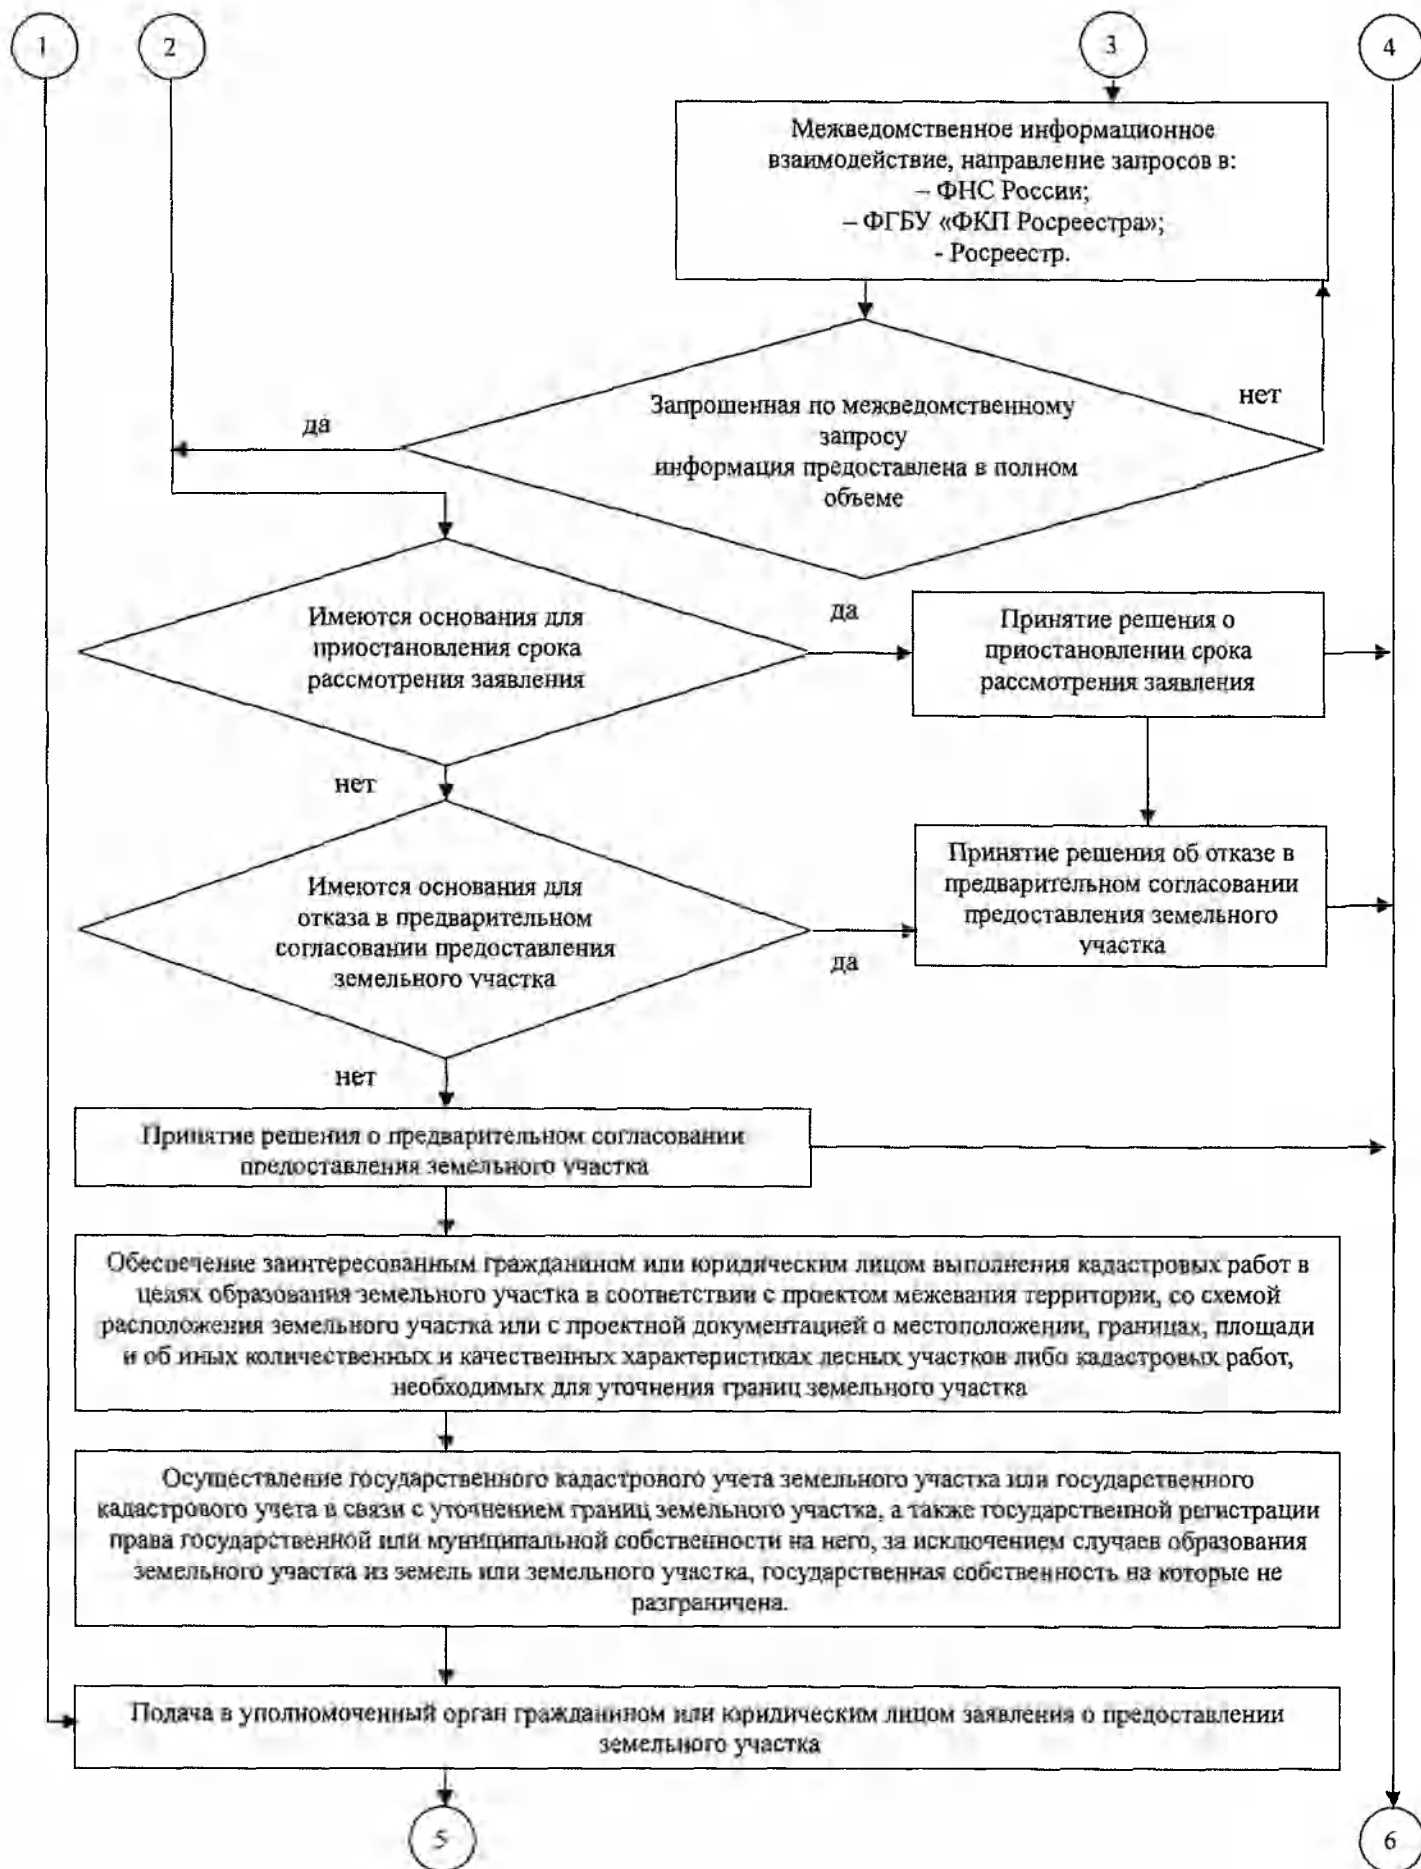 1
2
3
4
Межведомственное информационное
взаимодействие, направление запросов в:
– ФНС России;
– ФГБУ «ФКП Росреестра»;
- Росреестр.
нет
Запрошенная по межведомственному
запросу
информация предоставлена в полном
объеме
да
Имеются основания для
приостановления срока
рассмотрения заявления
да
Принятие решения о
приостановлении срока
рассмотрения заявления
нет
Имеются основания для
отказа в предварительном
согласовании предоставления
земельного участка
да
Принятие решения об отказе в
предварительном согласовании
предоставления земельного
участка
нет
Принятие решения о предварительном согласовании
предоставления земельного участка
Обеспечение заинтересованным гражданином или юридическим лицом выполнения кадастровых работ в
целях образования земельного участка в соответствии с проектом межевания территории, со схемой
расположения земельного участка или с проектной документацией о местоположении, границах, площади
и об иных количественных и качественных характеристиках лесных участков либо кадастровых работ,
необходимых для уточнения границ земельного участка
Осуществление государственного кадастрового учета земельного участка или государственного
кадастрового учета в связи с уточнением границ земельного участка, а также государственной регистрации
права государственной или муниципальной собственности на него, за исключением случаев образования
земельного участка из земель или земельного участка, государственная собственность на которые не
разграничена.
Подача в уполномоченный орган гражданином или юридическим лицом заявления о предоставлении
земельного участка
5
6